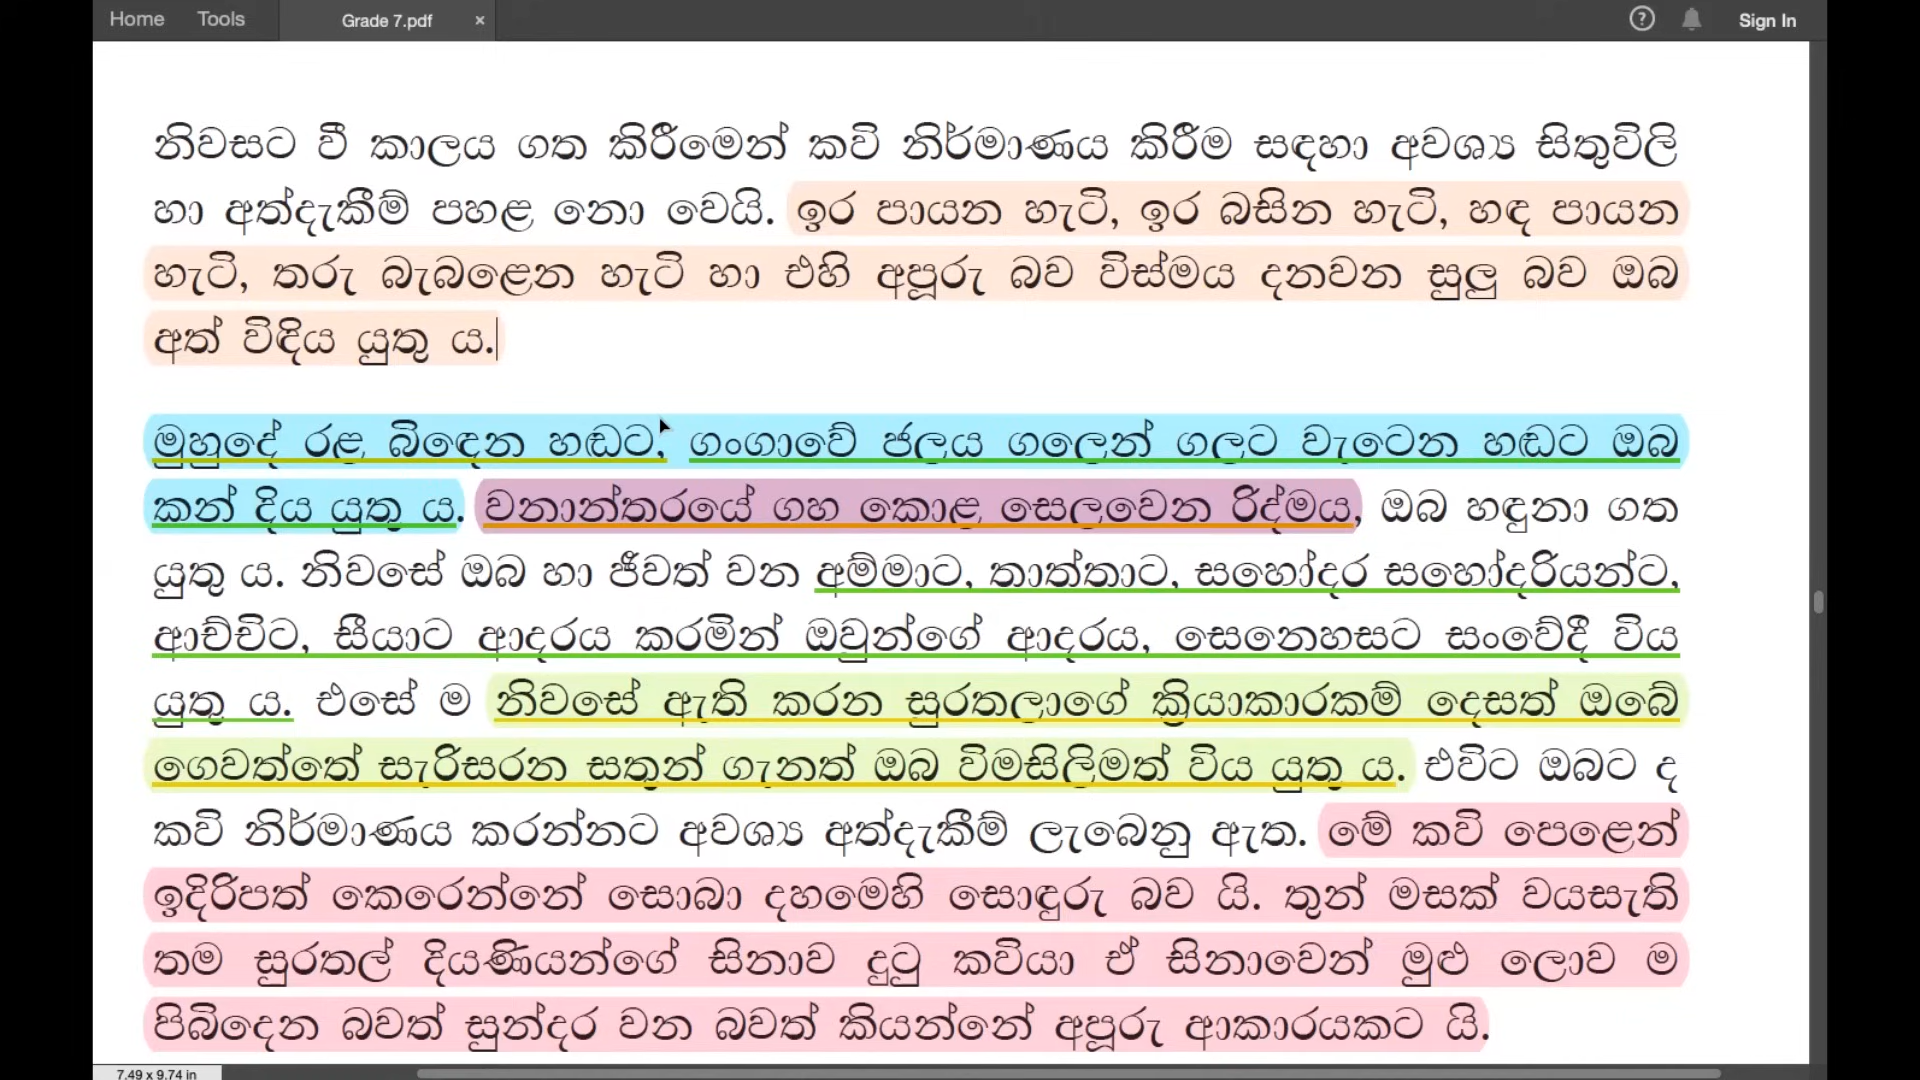 Home Tools Grade 7.pdf × ? Sign In
නිවසට වී කාලය ගත කිරීමෙන් කවි නිර්මාණය කිරීම සඳහා අවශ්‍ය සිතුවිලි
හා අත්දැකීම් පහළ නො වෙයි. ඉර පායන හැටි, ඉර බසින හැටි, හඳ පායන
හැටි, තරු බැබළෙන හැටි හා එහි අපූරු බව විස්මය දනවන සුලු බව ඔබ
අත් විඳිය යුතු ය.
මුහුදේ රළ බිඳෙන හඬට, ගංගාවේ ජලය ගලෙන් ගලට වැටෙන හඬට ඔබ
කන් දිය යුතු ය. වනාන්තරයේ ගහ කොළ සෙලවෙන රිද්මය, ඔබ හඳුනා ගත
යුතු ය. නිවසේ ඔබ හා ජීවත් වන අම්මාට, තාත්තාට, සහෝදර සහෝදරියන්ට,
ආච්චිට, සීයාට ආදරය කරමින් ඔවුන්ගේ ආදරය, සෙනෙහසට සංවේදී විය
යුතු ය. එසේ ම නිවසේ ඇති කරන සුරතලාගේ ක්‍රියාකාරකම් දෙසත් ඔබේ
ගෙවත්තේ සැරිසරන සතුන් ගැනත් ඔබ විමසිලිමත් විය යුතු ය. එවිට ඔබට ද
කවි නිර්මාණය කරන්නට අවශ්‍ය අත්දැකීම් ලැබෙනු ඇත. මේ කවි පෙළෙන්
ඉදිරිපත් කෙරෙන්නේ සොබා දහමෙහි සොඳුරු බව යි. තුන් මසක් වයසැති
තම සුරතල් දියණියන්ගේ සිනාව දුටු කවියා ඒ සිනාවෙන් මුළු ලොව ම
පිබිදෙන බවත් සුන්දර වන බවත් කියන්නේ අපූරු ආකාරයකට යි.
7.49 x 9.74 in